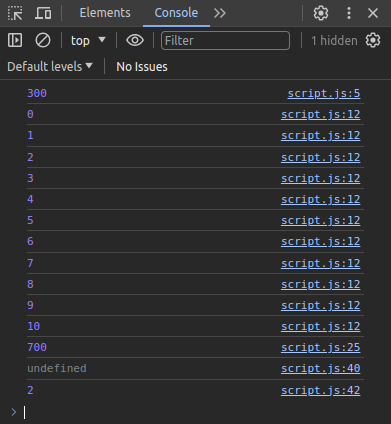 Elements Console
top Filter 1 hidden
Default levels No Issues
300 script.js:5
0 script.js:12
1 script.js:12
2 script.js:12
3 script.js:12
4 script.js:12
5 script.js:12
6 script.js:12
7 script.js:12
8 script.js:12
9 script.js:12
10 script.js:12
700 script.js:25
undefined script.js:40
2 script.js:42